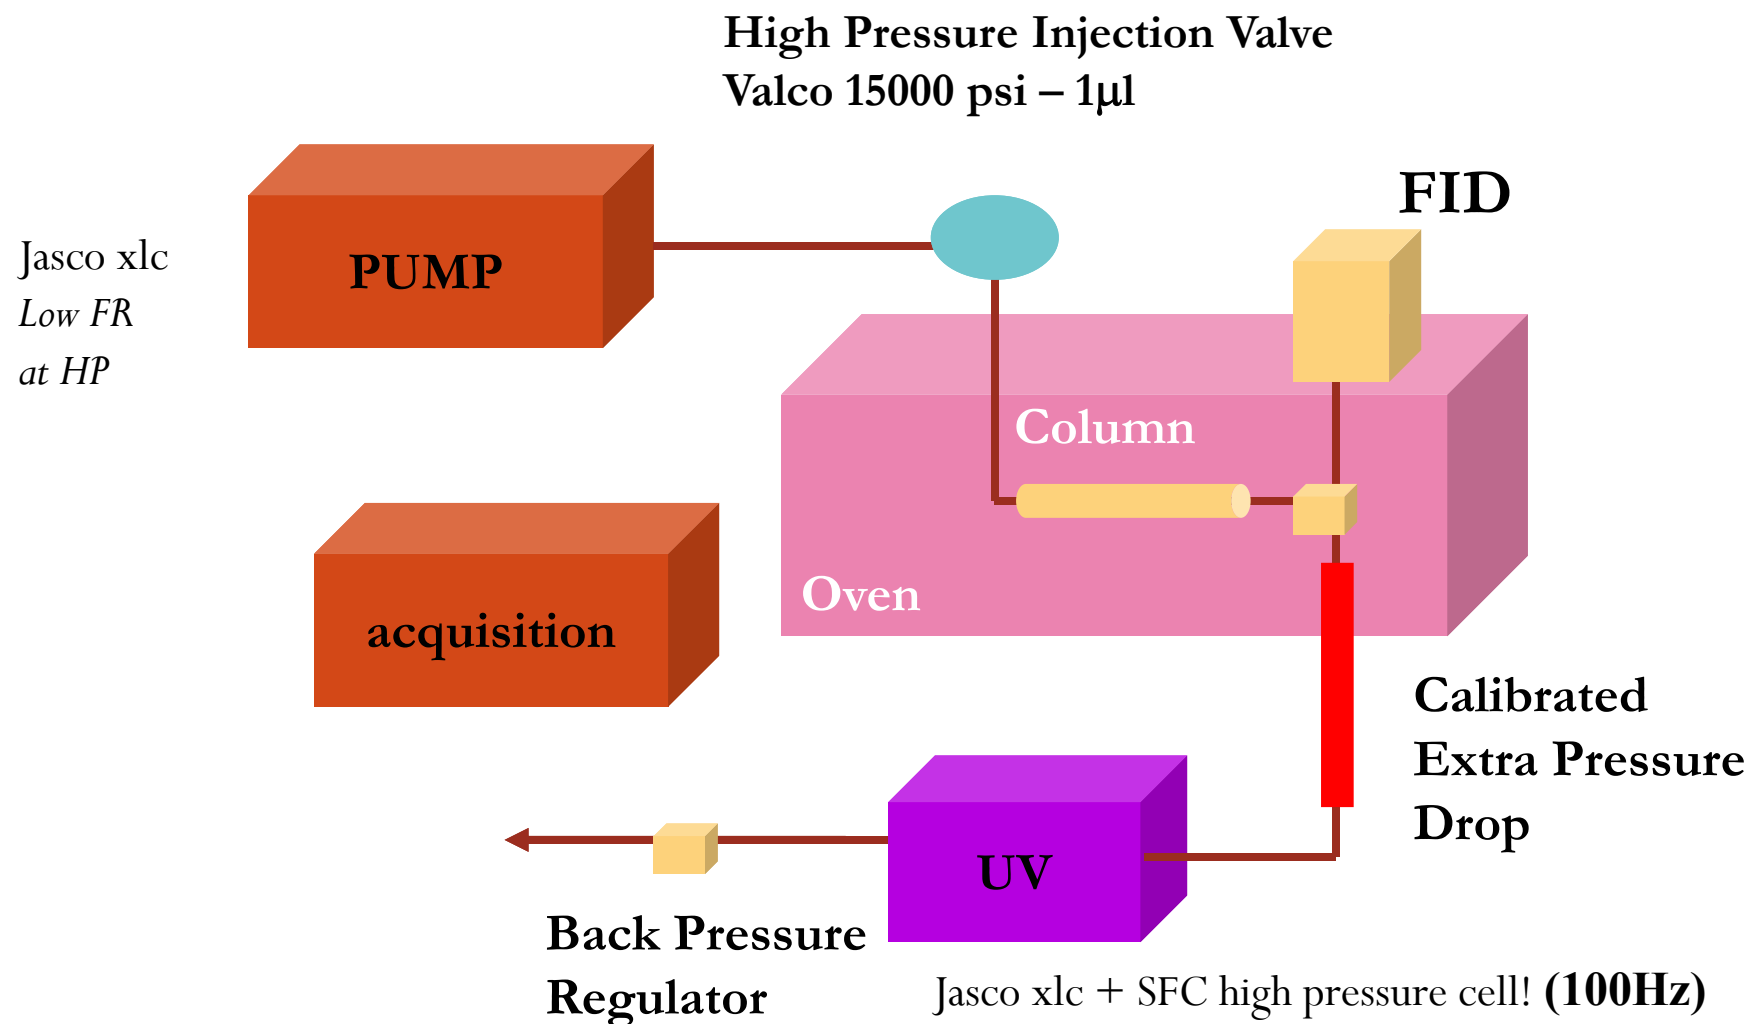 High Pressure Injection Valve
Valco 15000 psi – 1µl
FID
PUMP
Jasco xlc
Low FR
at HP
Column
Oven
acquisition
Calibrated
Extra Pressure
Drop
UV
Back Pressure
Regulator
Jasco xlc + SFC high pressure cell! (100Hz)